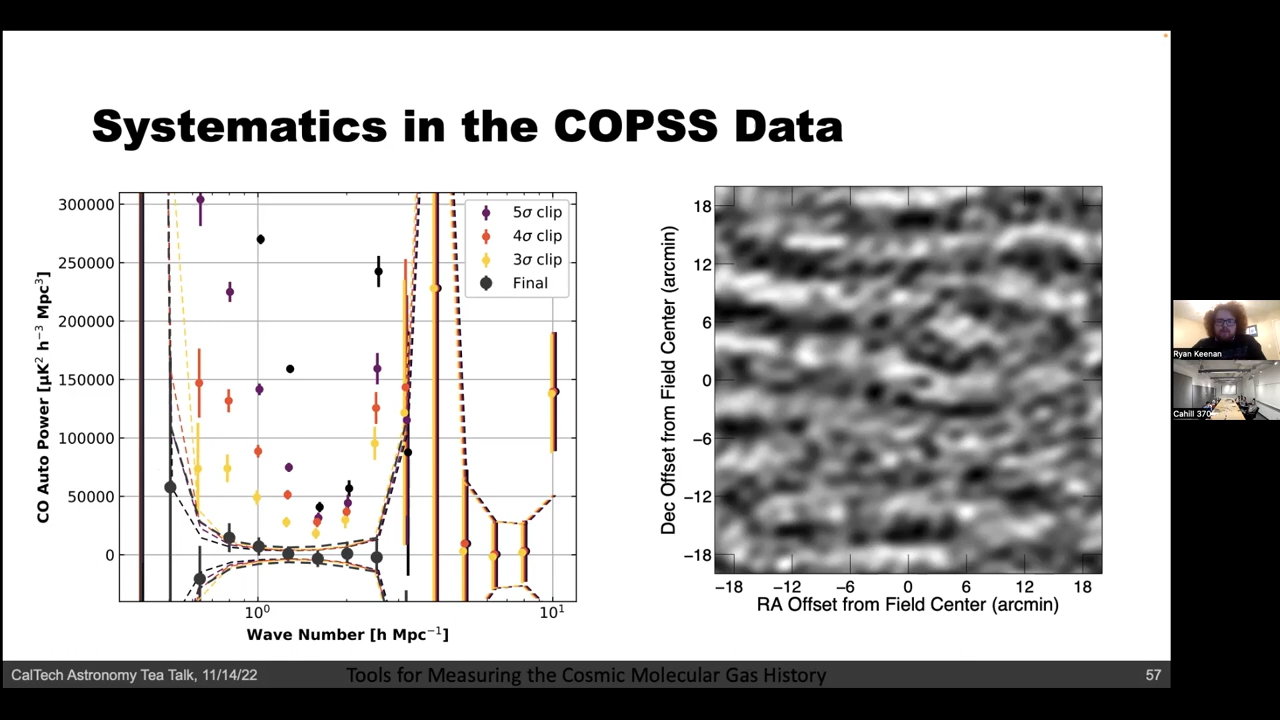 Systematics in the COPSS Data
300000
250000
200000
150000
100000
50000
0
CO Auto Power [μK² h⁻³ Mpc³]
10⁰
10¹
Wave Number [h Mpc⁻¹]
5σ clip
4σ clip
3σ clip
Final
18
12
6
0
−6
−12
−18
Dec Offset from Field Center (arcmin)
−18 −12 −6 0 6 12 18
RA Offset from Field Center (arcmin)
Ryan Keenan
Cahill 370
CalTech Astronomy Tea Talk, 11/14/22
Tools for Measuring the Cosmic Molecular Gas History
57